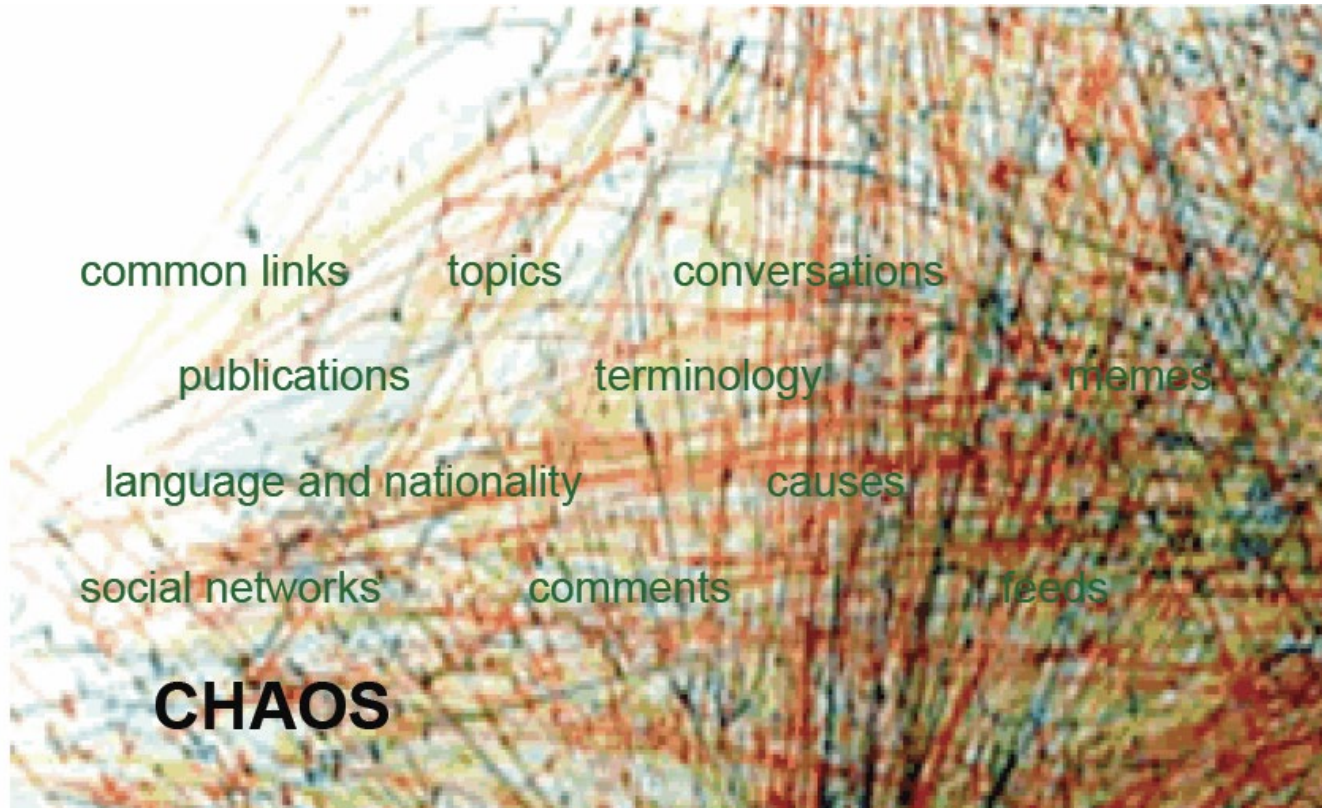 common links topics conversations
publications terminology memes
language and nationality causes
social networks comments feeds
CHAOS